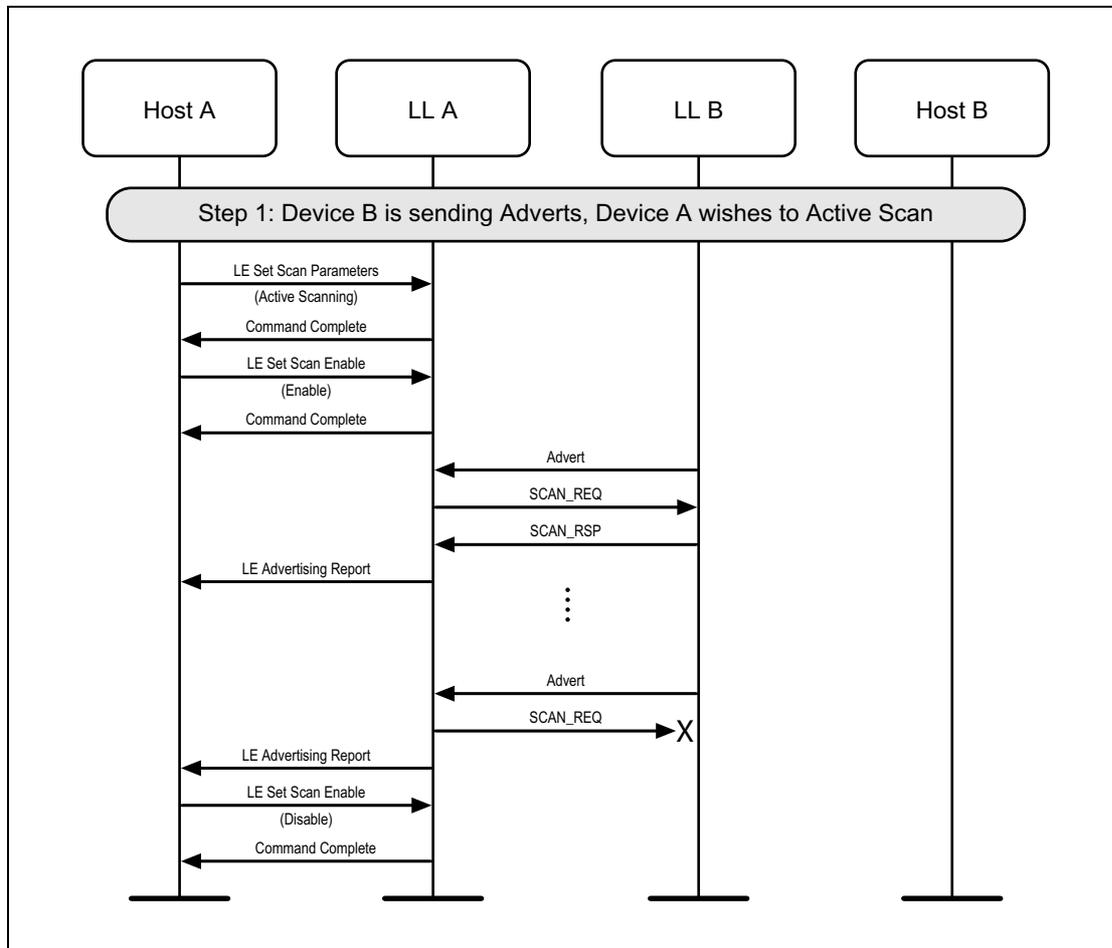 Host A
LL A
LL B
Host B
Step 1: Device B is sending Adverts, Device A wishes to Active Scan
LE Set Scan Parameters
(Active Scanning)
Command Complete
LE Set Scan Enable
(Enable)
Command Complete
Advert
SCAN_REQ
SCAN_RSP
LE Advertising Report
Advert
SCAN_REQ
X
LE Advertising Report
LE Set Scan Enable
(Disable)
Command Complete